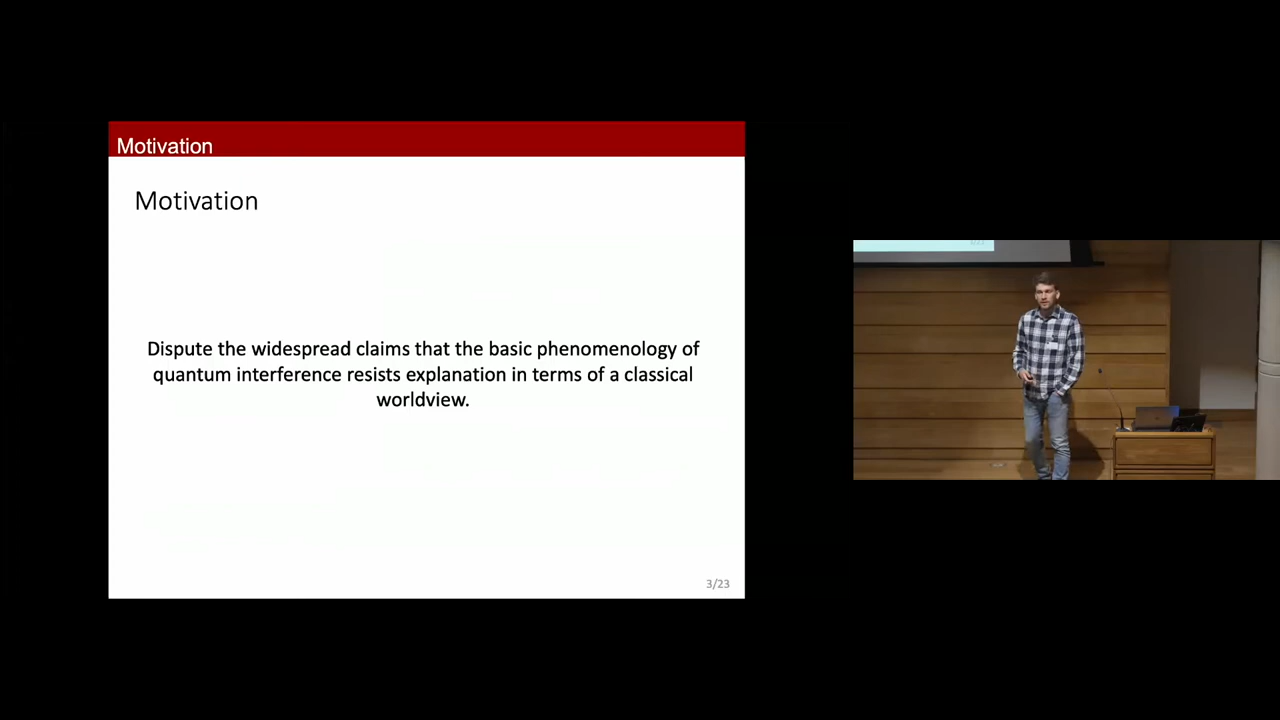 Motivation
Motivation
Dispute the widespread claims that the basic phenomenology of
quantum interference resists explanation in terms of a classical
worldview.
3/23